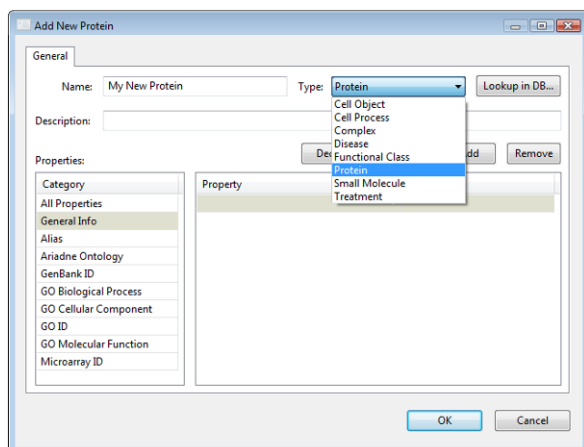 Add New Protein
General
Name: My New Protein Type: Protein Lookup in DB...
Cell Object
Cell Process
Complex
Disease
Functional Class
Protein
Small Molecule
Treatment
Description:
Properties: Remove
Category Property
All Properties
General Info
Alias
Ariadne Ontology
GenBank ID
GO Biological Process
GO Cellular Component
GO ID
GO Molecular Function
Microarray ID
OK Cancel